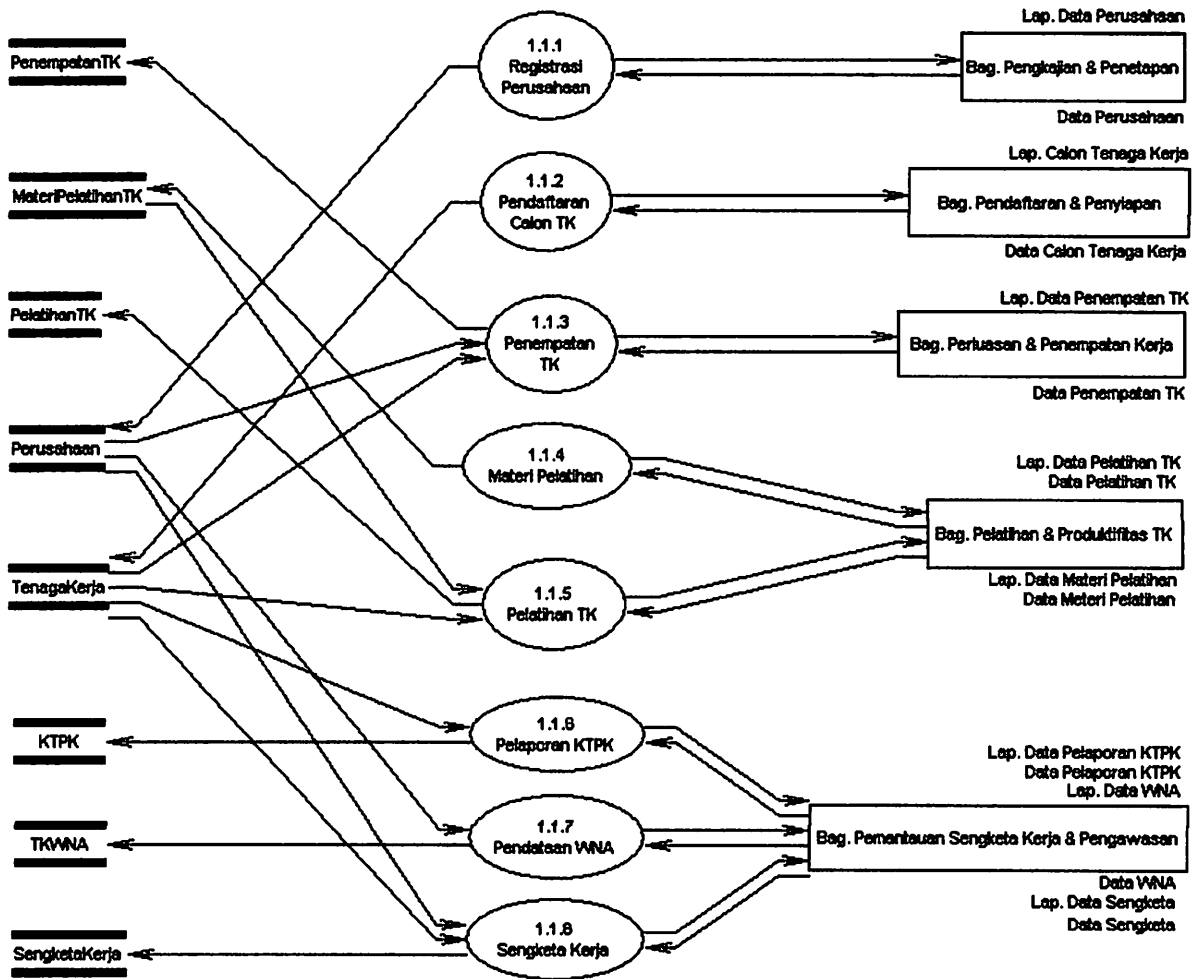 Lap. Data Perusahaan
PenempatanTK
1.1.1
Registrasi
Perusahaan
Bag. Pengkajian & Penetapan
Data Perusahaan
Lap. Calon Tenaga Kerja
MateriPelatihanTK
1.1.2
Pendaftaran
Calon TK
Bag. Pendaftaran & Penyiapan
Data Calon Tenaga Kerja
Lap. Data Penempatan TK
PelatihanTK
1.1.3
Penempatan
TK
Bag. Perluasan & Penempatan Kerja
Data Penempatan TK
Perusahaan
1.1.4
Materi Pelatihan
Lap. Data Pelatihan TK
Data Pelatihan TK
Bag. Pelatihan & Produktifitas TK
TenagaKerja
1.1.5
Pelatihan TK
Lap. Data Materi Pelatihan
Data Meteri Pelatihan
KTPK
1.1.6
Pelaporan KTPK
Lap. Data Pelaporan KTPK
Data Pelaporan KTPK
Lap. Data WNA
TKWNA
1.1.7
Pendataan WNA
Bag. Pemantauan Sengketa Kerja & Pengawasan
Data WNA
Lap. Data Sengketa
Data Sengketa
SengketaKerja
1.1.8
Sengketa Kerja